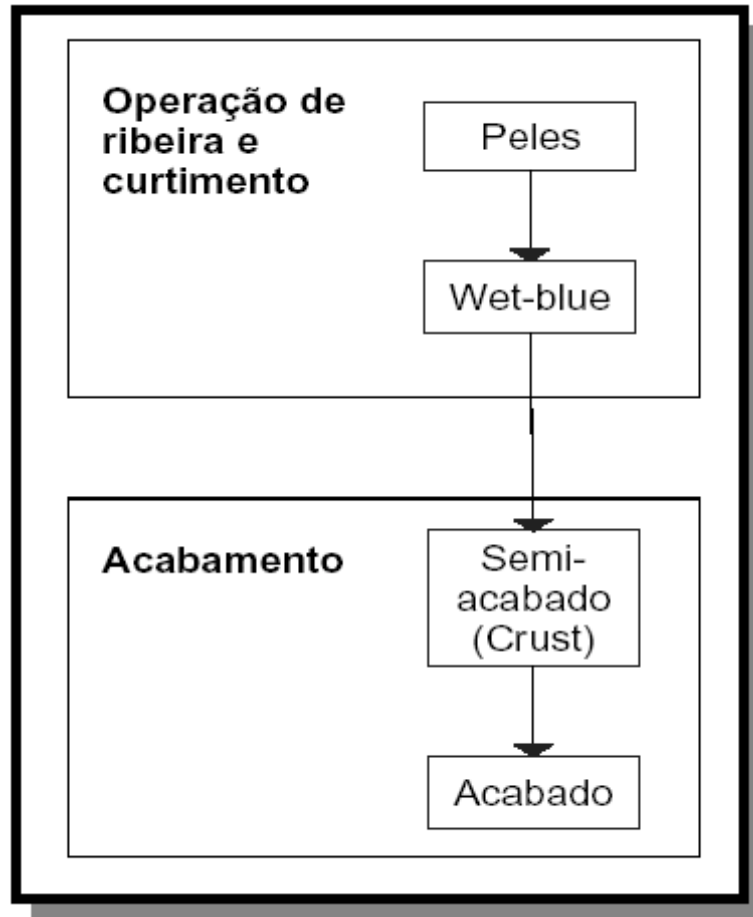 Operação de
ribeira e
curtimento
Peles
Wet-blue
Acabamento
Semi-
acabado
(Crust)
Acabado